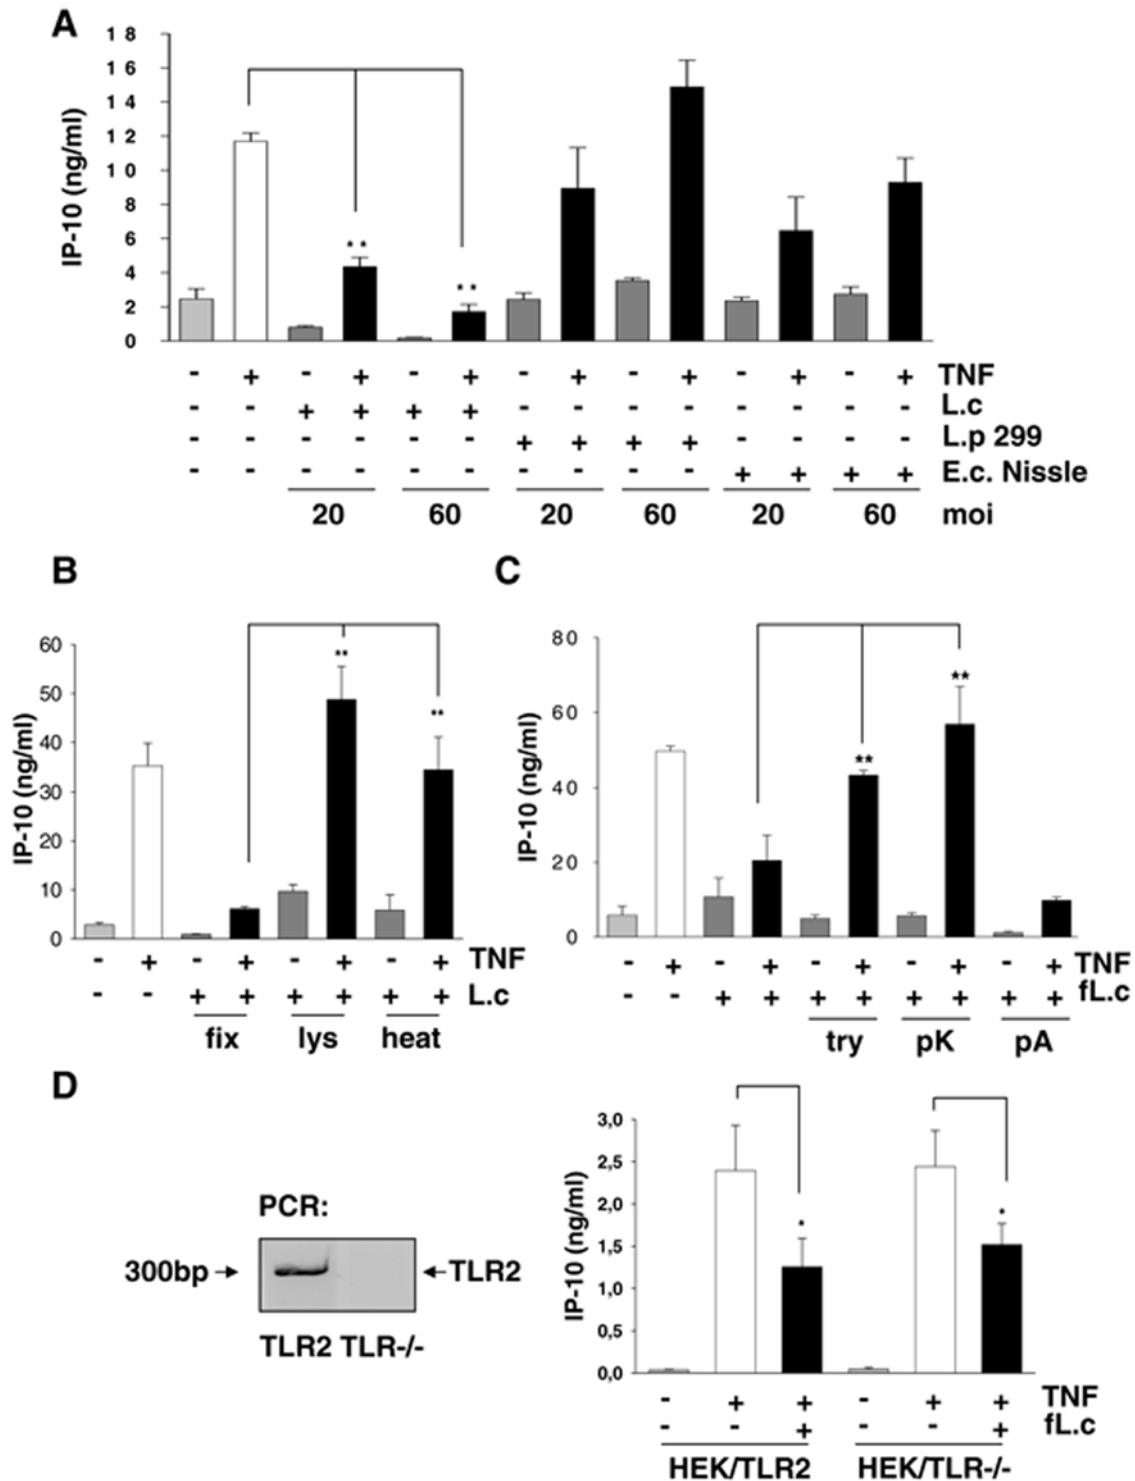 A
18
16
14
12
10
8
6
4
2
0
IP-10 (ng/ml)
** **
- + - + - + - + - + - + - + TNF
- - + + + + - - - - - - - - L.c
- - - - - - + + + + - - - - L.p 299
- - - - - - - - - - + + + + E.c. Nissle
20 60 20 60 20 60 moi
B
60
50
40
30
20
10
0
IP-10 (ng/ml)
** **
- + - + - + - + TNF
- - + + + + + + L.c
fix lys heat
C
80
60
40
20
0
IP-10 (ng/ml)
** **
- + - + - + - + - + TNF
- - + + + + + + + + fL.c
try pK pA
D
PCR:
300bp → ← TLR2
TLR2 TLR-/-
3,0
2,5
2,0
1,5
1,0
0,5
0,0
IP-10 (ng/ml)
* *
- + + - + + TNF
- - + - - + fL.c
HEK/TLR2 HEK/TLR-/-